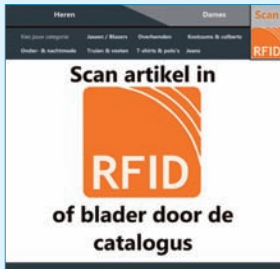 Heren Dames Scan
Kies jouw categorie Jassen / Blazers Overhemden Kostuums & colberts
Onder- & nachtmode Truien & vesten T-shirts & polo's Jeans RFID
Scan artikel in
RFID
of blader door de
catalogus